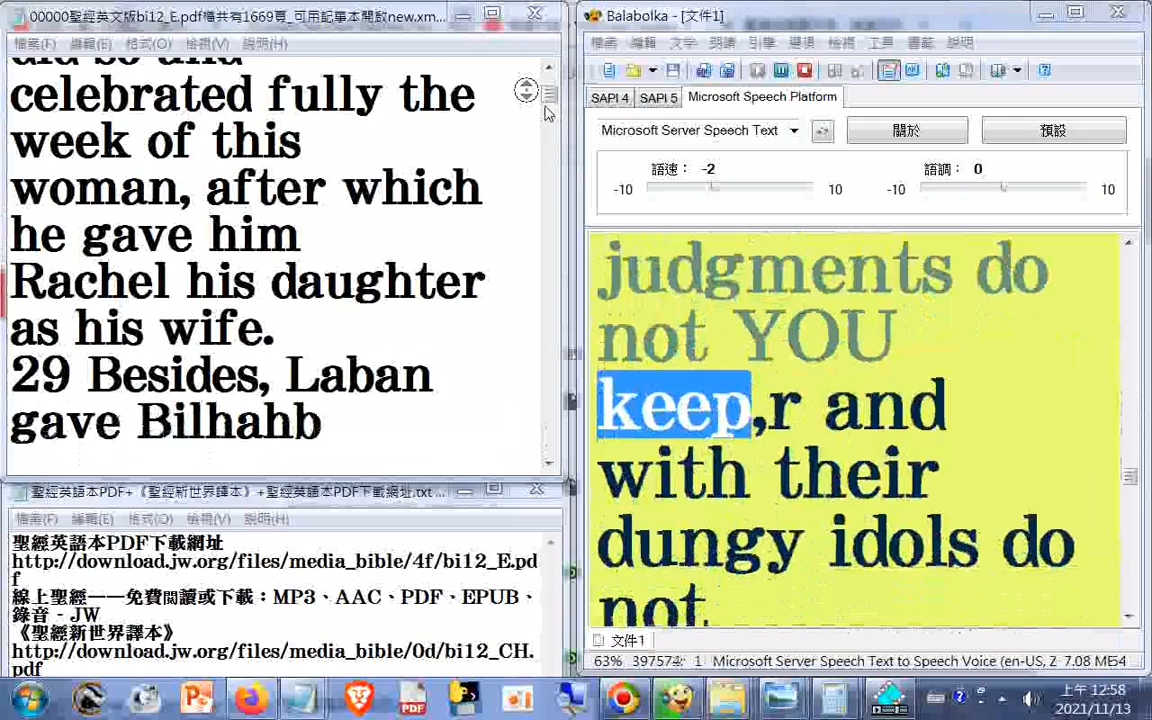 00000聖經英文版bi12_E.pdf檔共有1669頁_可用記事本開啟new.xm...
檔案(F) 編輯(E) 格式(O) 檢視(V) 說明(H)
did so and
celebrated fully the
week of this
woman, after which
he gave him
Rachel his daughter
as his wife.
29 Besides, Laban
gave Bilhahb
聖經英語本PDF+《聖經新世界譯本》+聖經英語本PDF下載網址.txt ...
檔案(F) 編輯(E) 格式(O) 檢視(V) 說明(H)
聖經英語本PDF下載網址
http://download.jw.org/files/media_bible/4f/bi12_E.pd
f
線上聖經——免費閱讀或下載：MP3、AAC、PDF、EPUB、
錄音 - JW
《聖經新世界譯本》
http://download.jw.org/files/media_bible/0d/bi12_CH.
pdf
Balabolka - [文件1]
檔案 編輯 文字 朗讀 引擎 選項 檢視 工具 書籤 說明
SAPI 4 SAPI 5 Microsoft Speech Platform
Microsoft Server Speech Text
關於 預設
語速： -2 語調： 0
-10 10 -10 10
judgments do
not YOU
keep,r and
with their
dungy idols do
not
文件1
63% 397574: 1 Microsoft Server Speech Text to Speech Voice (en-US, Z 7.08 ME54
PDF
上午 12:58
2021/11/13